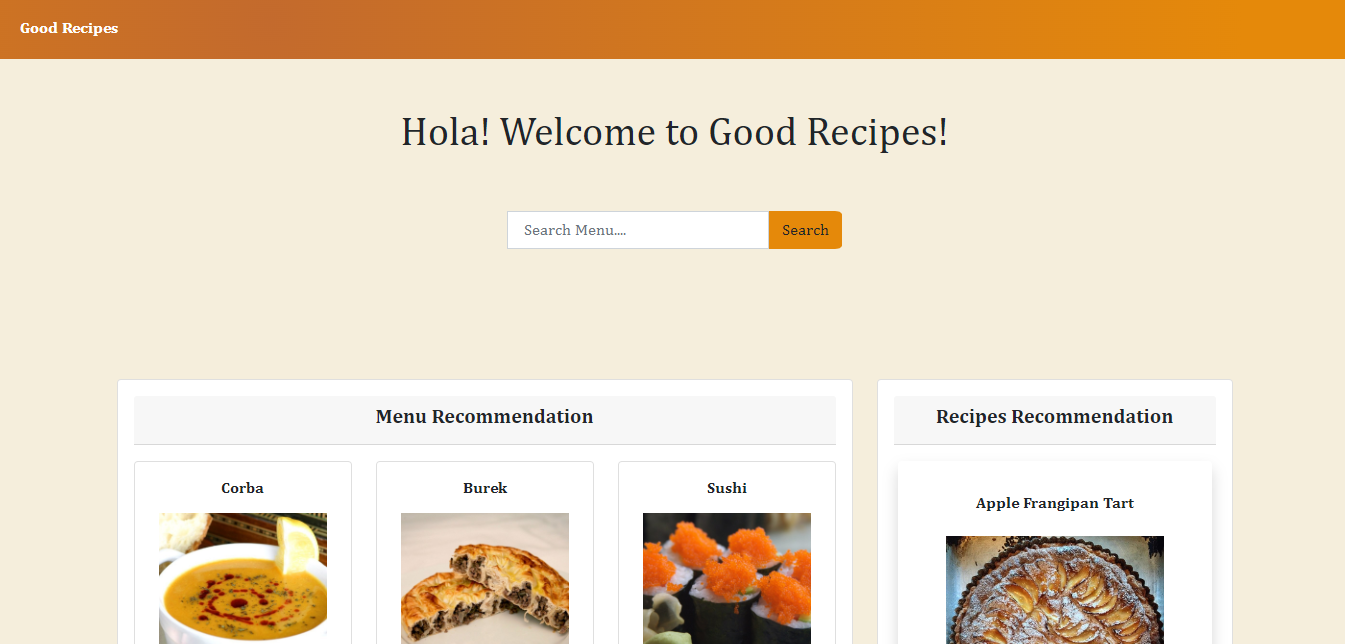 Good Recipes
Hola! Welcome to Good Recipes!
Search Menu....
Search
Menu Recommendation
Corba
Burek
Sushi
Recipes Recommendation
Apple Frangipan Tart